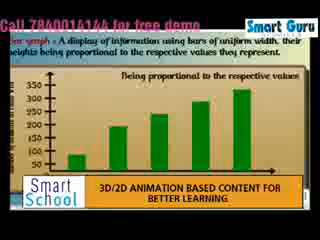 Call 7840014144 for free demo
Smart Guru
Bar graph : A display of information using bars of uniform width, their
heights being proportional to the respective values they represent.
Being proportional to the respective values
350
300
250
200
150
100
50
Smart
School
3D/2D ANIMATION BASED CONTENT FOR
BETTER LEARNING